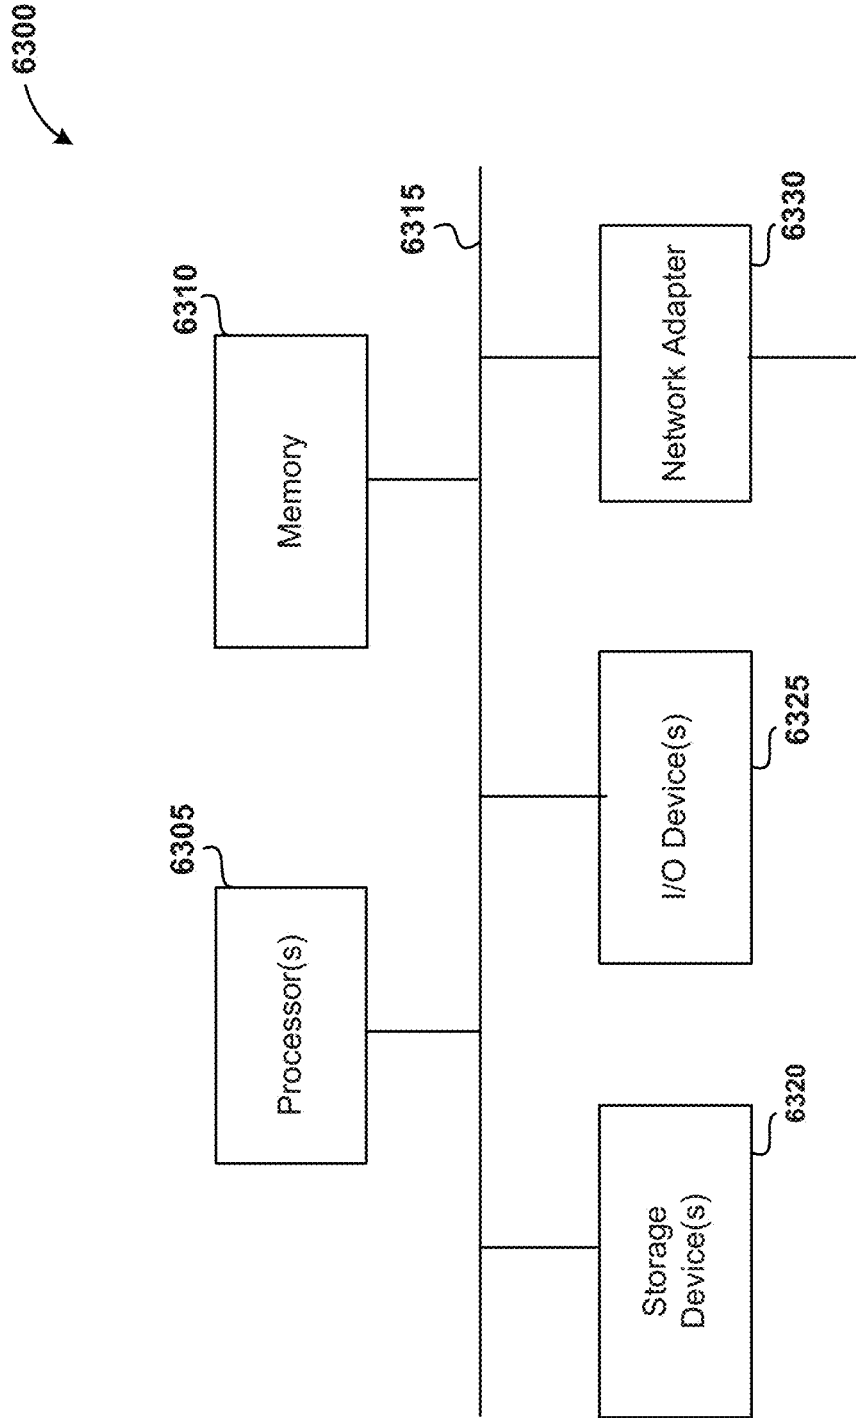 6300
6305
Processor(s)
6310
Memory
6315
Storage
Device(s)
6320
I/O Device(s)
6325
Network Adapter
6330